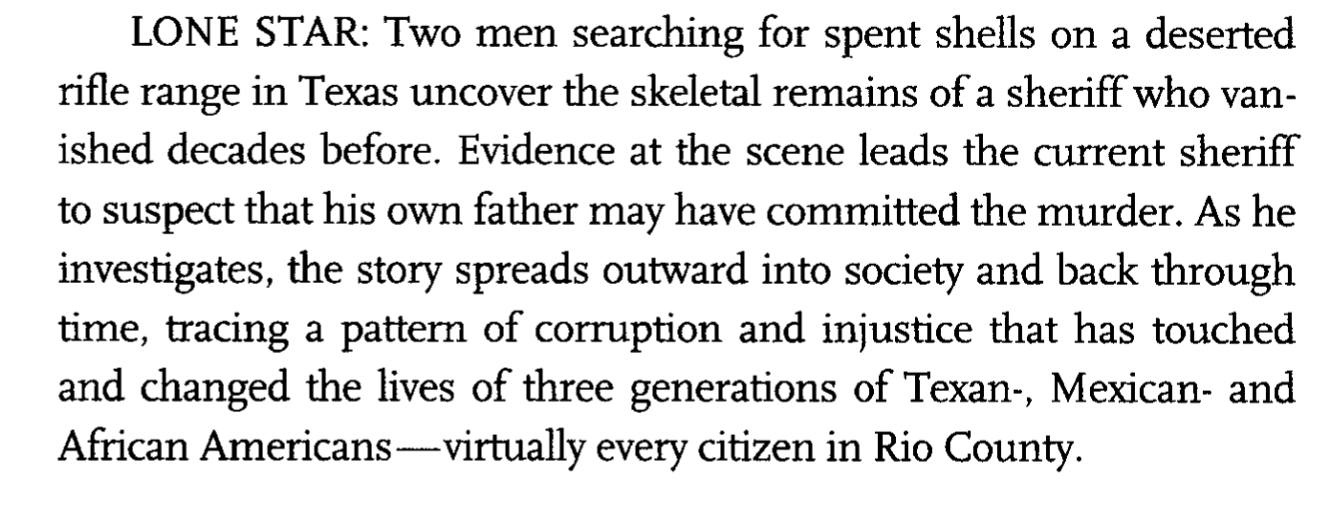 LONE STAR: Two men searching for spent shells on a deserted
rifle range in Texas uncover the skeletal remains of a sheriff who van-
ished decades before. Evidence at the scene leads the current sheriff
to suspect that his own father may have committed the murder. As he
investigates, the story spreads outward into society and back through
time, tracing a pattern of corruption and injustice that has touched
and changed the lives of three generations of Texan-, Mexican- and
African Americans—virtually every citizen in Rio County.